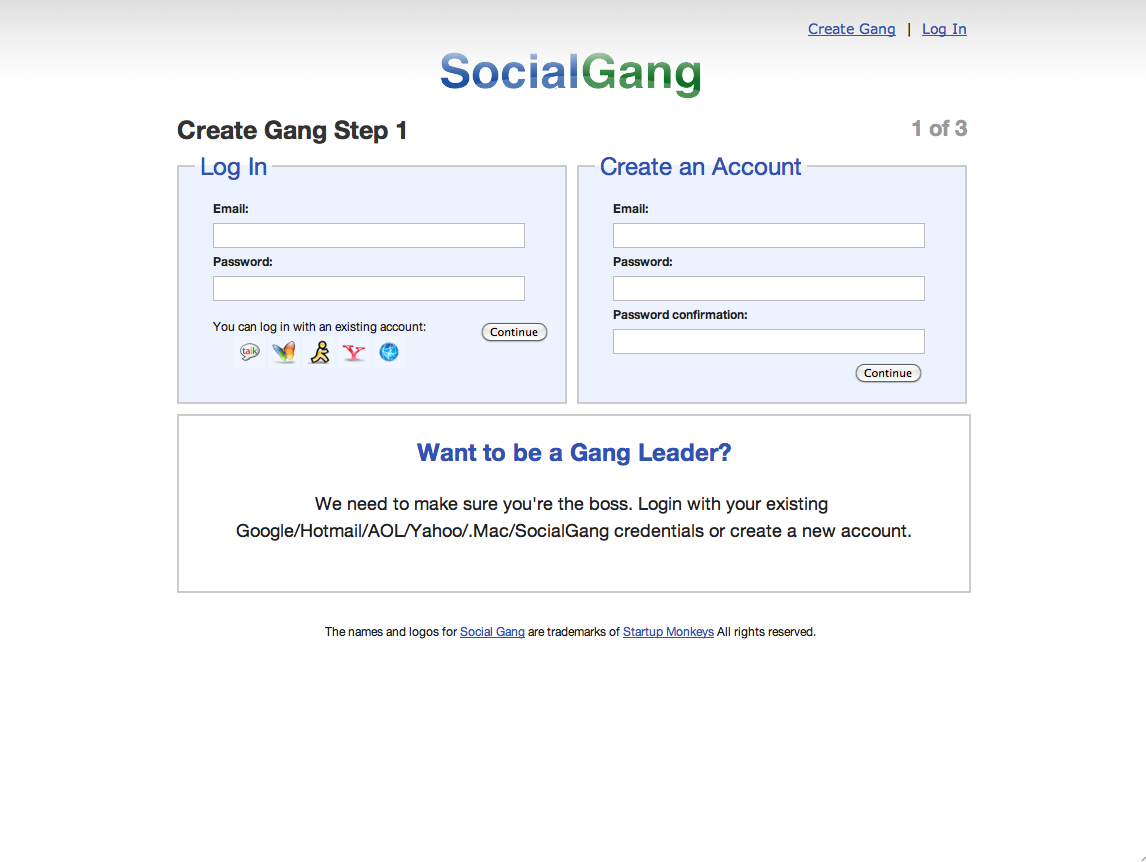 Create Gang | Log In
SocialGang
Create Gang Step 1
1 of 3
Log In
Email:
Password:
You can log in with an existing account:
talk
Continue
Create an Account
Email:
Password:
Password confirmation:
Continue
Want to be a Gang Leader?
We need to make sure you're the boss. Login with your existing
Google/Hotmail/AOL/Yahoo/.Mac/SocialGang credentials or create a new account.
The names and logos for Social Gang are trademarks of Startup Monkeys All rights reserved.